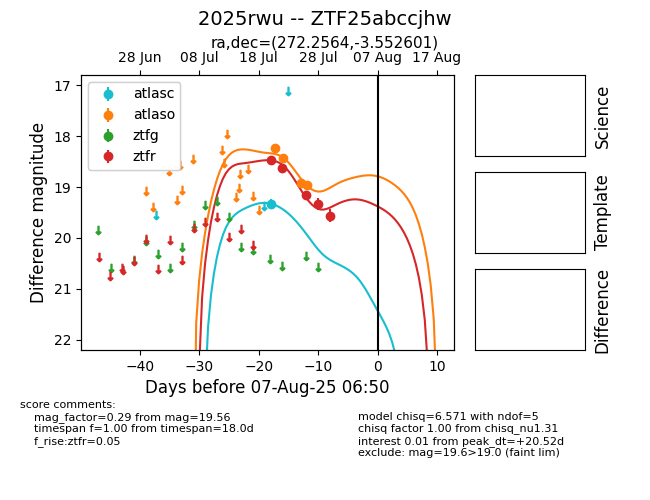 2025rwu -- ZTF25abccjhw
ra,dec=(272.2564,-3.552601)
28 Jun 08 Jul 18 Jul 28 Jul 07 Aug 17 Aug
17
18
19
20
21
22
Difference magnitude
atlasc
atlaso
ztfg
ztfr
−40 −30 −20 −10 0 10
Days before 07-Aug-25 06:50
Science
Template
Difference
score comments:
mag_factor=0.29 from mag=19.56
timespan f=1.00 from timespan=18.0d
f_rise:ztfr=0.05
model chisq=6.571 with ndof=5
chisq factor 1.00 from chisq_nu1.31
interest 0.01 from peak_dt=+20.52d
exclude: mag=19.6>19.0 (faint lim)